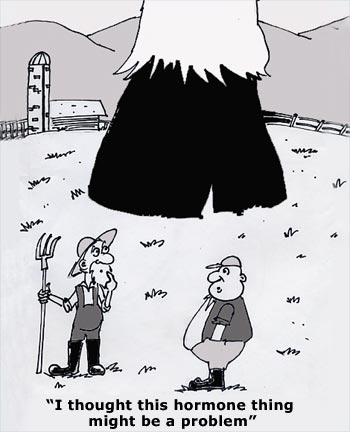 “I thought this hormone thing
might be a problem”